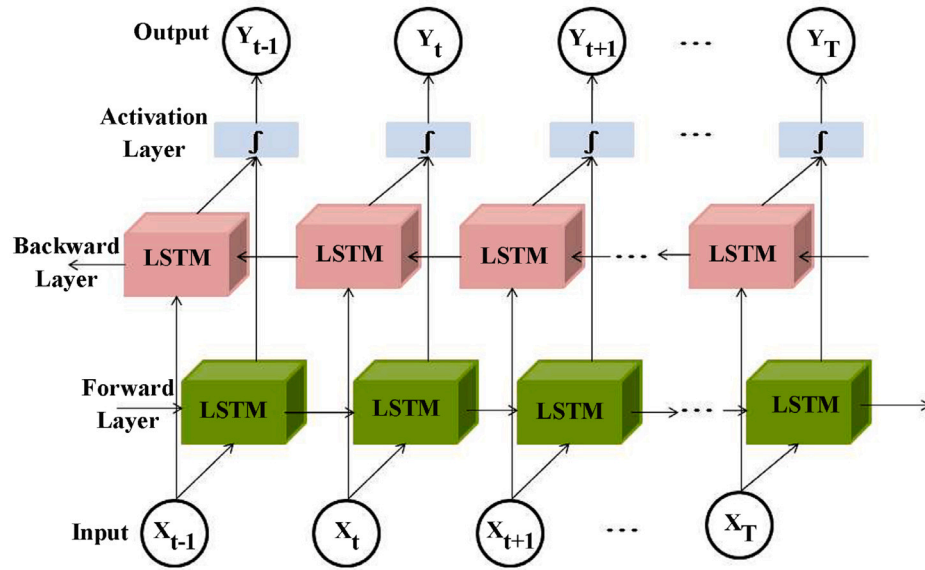 Output Y_{t-1} Y_t Y_{t+1} ... Y_T
Activation
Layer ∫ ∫ ∫ ... ∫
Backward
Layer
LSTM LSTM LSTM ... LSTM
Forward
Layer
LSTM LSTM LSTM ... LSTM
Input X_{t-1} X_t X_{t+1} ... X_T